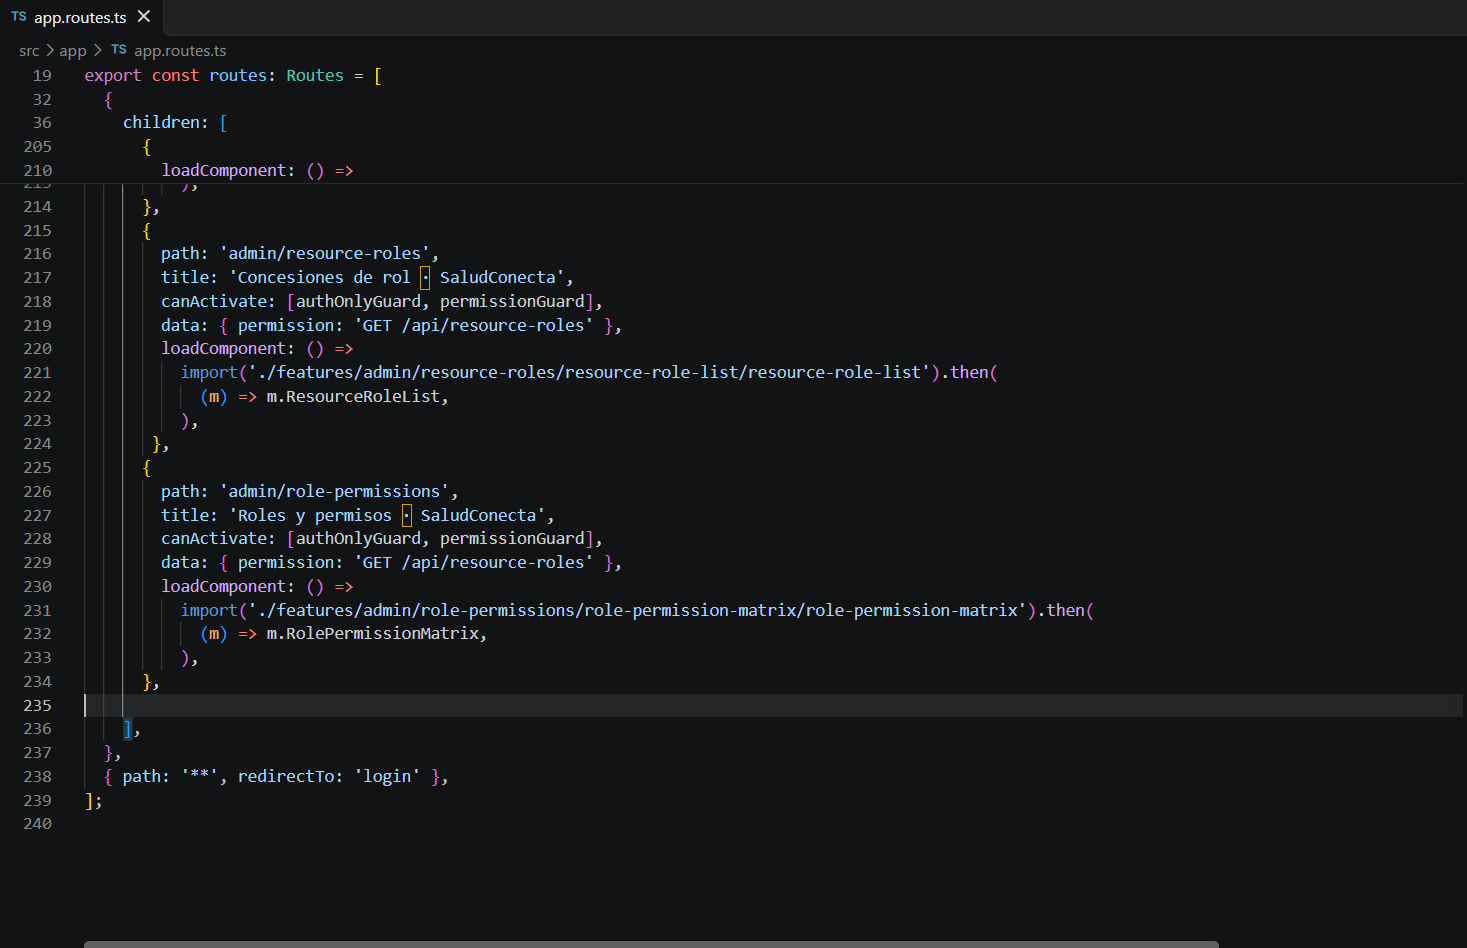 TS app.routes.ts ✕
src > app > TS app.routes.ts
19 export const routes: Routes = [
32 {
36 children: [
205 {
210 loadComponent: () =>
213 ),
214 },
215 {
216 path: 'admin/resource-roles',
217 title: 'Concesiones de rol · SaludConecta',
218 canActivate: [authOnlyGuard, permissionGuard],
219 data: { permission: 'GET /api/resource-roles' },
220 loadComponent: () =>
221 import('./features/admin/resource-roles/resource-role-list/resource-role-list').then(
222 (m) => m.ResourceRoleList,
223 ),
224 },
225 {
226 path: 'admin/role-permissions',
227 title: 'Roles y permisos · SaludConecta',
228 canActivate: [authOnlyGuard, permissionGuard],
229 data: { permission: 'GET /api/resource-roles' },
230 loadComponent: () =>
231 import('./features/admin/role-permissions/role-permission-matrix/role-permission-matrix').then(
232 (m) => m.RolePermissionMatrix,
233 ),
234 },
235
236 ],
237 },
238 { path: '**', redirectTo: 'login' },
239 ];
240